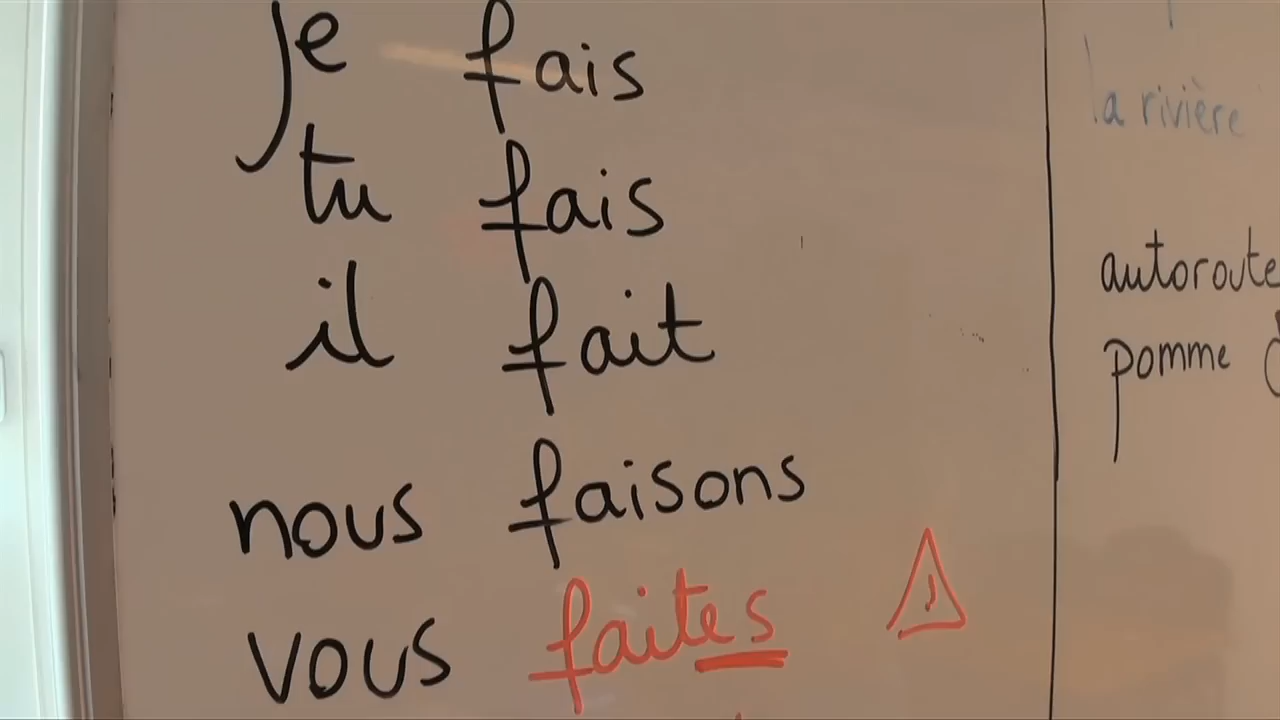 je fais
tu fais
il fait
nous faisons
vous faites
la rivière
autoroute
pomme